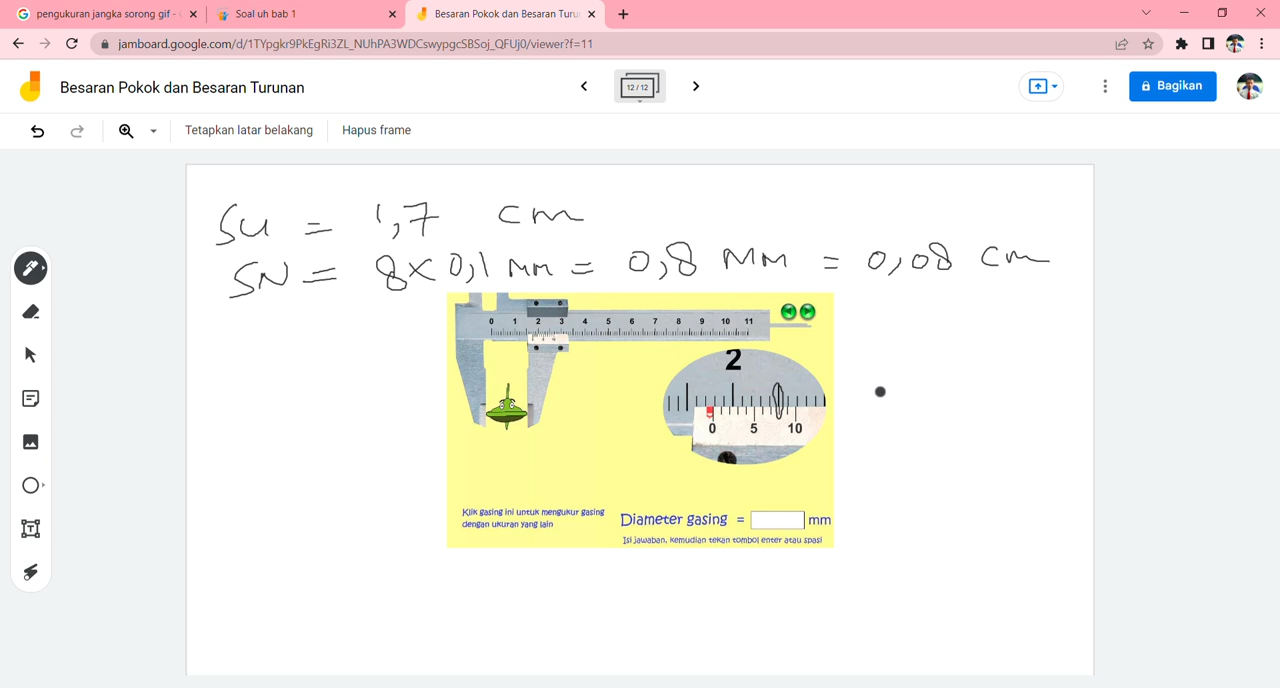 pengukuran jangka sorong gif -
Soal uh bab 1
Besaran Pokok dan Besaran Turun
jamboard.google.com/d/1TYpgkr9PkEgRi3ZL_NUhPA3WDCswypgcSBSoj_QFUj0/viewer?f=11
Besaran Pokok dan Besaran Turunan
12 / 12
Bagikan
Tetapkan latar belakang
Hapus frame
SU = 1,7 cm
SN = 8 x 0,1 mm = 0,8 mm = 0,08 cm
0 1 2 3 4 5 6 7 8 9 10 11
2
0 5 10
Klik gasing ini untuk mengukur gasing
dengan ukuran yang lain
Diameter gasing = mm
Isi jawaban, kemudian tekan tombol enter atau spasi